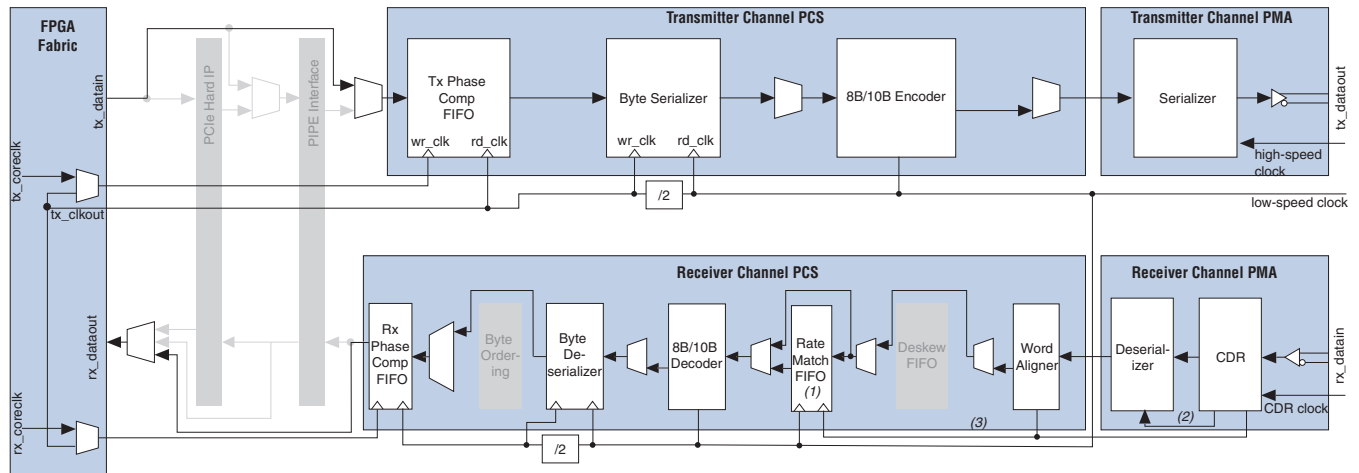 FPGA
Fabric
Transmitter Channel PCS
Transmitter Channel PMA
tx_datain
PCIe Hard IP
PIPE Interface
Tx Phase
Comp
FIFO
wr_clk
rd_clk
Byte Serializer
wr_clk
rd_clk
8B/10B Encoder
Serializer
tx_dataout
high-speed
clock
tx_coreclk
tx_clkout
/2
low-speed clock
Receiver Channel PCS
Receiver Channel PMA
rx_dataout
Rx
Phase
Comp
FIFO
Byte
Order-
ing
Byte
De-
serializer
8B/10B
Decoder
Rate
Match
FIFO
(1)
Deskew
FIFO
Word
Aligner
Deserial-
izer
CDR
rx_datain
CDR clock
(2)
(3)
rx_coreclk
/2